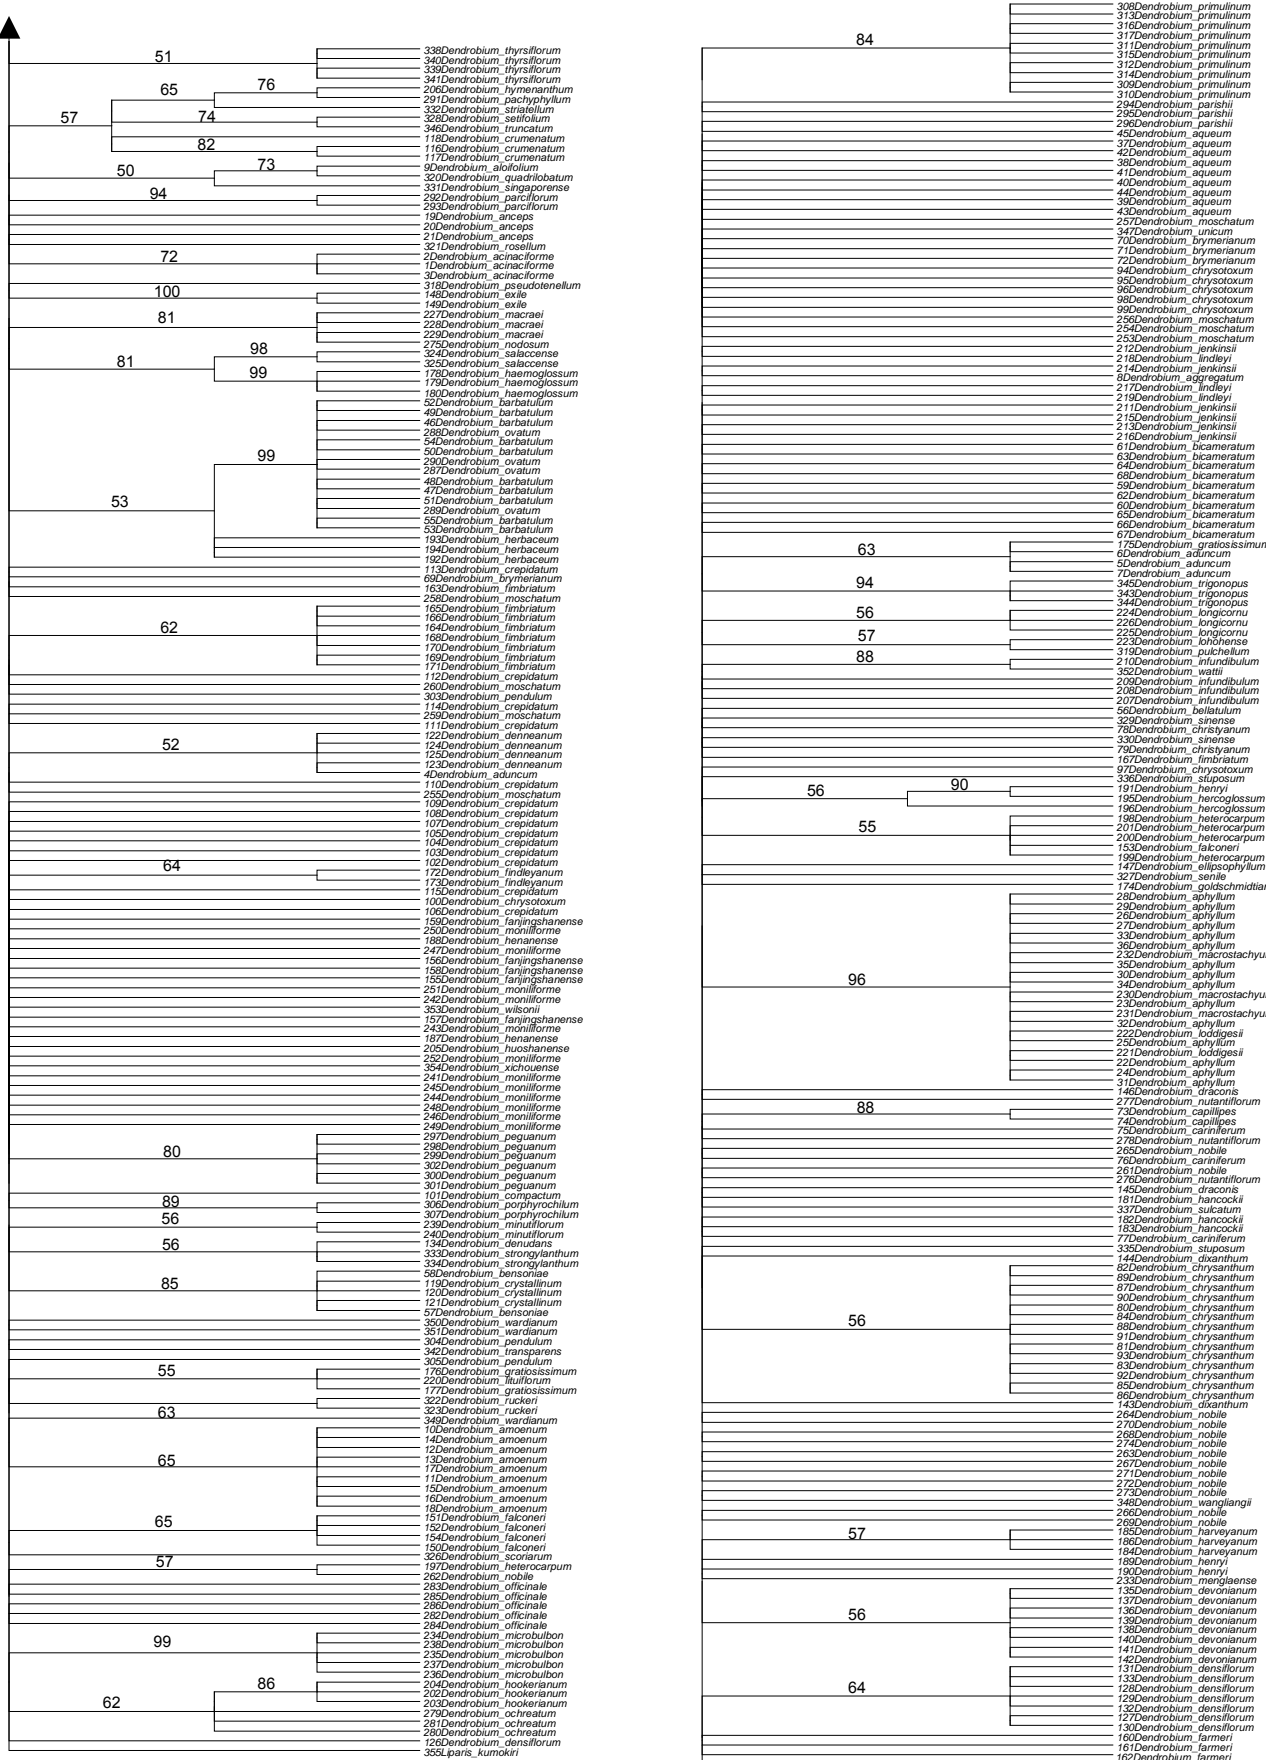 51
338Dendrobium_thyrsiflorum
340Dendrobium_thyrsiflorum
339Dendrobium_thyrsiflorum
341Dendrobium_thyrsiflorum
57
65
76
206Dendrobium_hymenanthum
291Dendrobium_pachyphyllum
332Dendrobium_striatellum
74
328Dendrobium_setifolium
346Dendrobium_truncatum
118Dendrobium_crumenatum
82
116Dendrobium_crumenatum
117Dendrobium_crumenatum
50
73
9Dendrobium_aloifolium
320Dendrobium_quadrilobatum
331Dendrobium_singaporense
94
292Dendrobium_parciflorum
293Dendrobium_parciflorum
19Dendrobium_anceps
20Dendrobium_anceps
21Dendrobium_anceps
321Dendrobium_rosellum
72
2Dendrobium_acinaciforme
1Dendrobium_acinaciforme
3Dendrobium_acinaciforme
318Dendrobium_pseudotenellum
100
148Dendrobium_exile
149Dendrobium_exile
81
227Dendrobium_macraei
228Dendrobium_macraei
229Dendrobium_macraei
275Dendrobium_nodosum
81
98
324Dendrobium_salaccense
325Dendrobium_salaccense
99
178Dendrobium_haemoglossum
179Dendrobium_haemoglossum
180Dendrobium_haemoglossum
53
99
52Dendrobium_barbatulum
49Dendrobium_barbatulum
46Dendrobium_barbatulum
288Dendrobium_ovatum
54Dendrobium_barbatulum
50Dendrobium_barbatulum
290Dendrobium_ovatum
287Dendrobium_ovatum
48Dendrobium_barbatulum
47Dendrobium_barbatulum
51Dendrobium_barbatulum
289Dendrobium_ovatum
55Dendrobium_barbatulum
53Dendrobium_barbatulum
193Dendrobium_herbaceum
194Dendrobium_herbaceum
192Dendrobium_herbaceum
113Dendrobium_crepidatum
69Dendrobium_brymerianum
163Dendrobium_fimbriatum
258Dendrobium_moschatum
62
165Dendrobium_fimbriatum
166Dendrobium_fimbriatum
164Dendrobium_fimbriatum
168Dendrobium_fimbriatum
170Dendrobium_fimbriatum
169Dendrobium_fimbriatum
171Dendrobium_fimbriatum
112Dendrobium_crepidatum
260Dendrobium_moschatum
303Dendrobium_pendulum
114Dendrobium_crepidatum
259Dendrobium_moschatum
111Dendrobium_crepidatum
52
122Dendrobium_denneanum
124Dendrobium_denneanum
125Dendrobium_denneanum
123Dendrobium_denneanum
4Dendrobium_aduncum
110Dendrobium_crepidatum
255Dendrobium_moschatum
109Dendrobium_crepidatum
108Dendrobium_crepidatum
107Dendrobium_crepidatum
105Dendrobium_crepidatum
104Dendrobium_crepidatum
103Dendrobium_crepidatum
102Dendrobium_crepidatum
64
172Dendrobium_findleyanum
173Dendrobium_findleyanum
115Dendrobium_crepidatum
100Dendrobium_chrysotoxum
106Dendrobium_crepidatum
159Dendrobium_fanjingshanense
250Dendrobium_moniliforme
188Dendrobium_henanense
247Dendrobium_moniliforme
156Dendrobium_fanjingshanense
158Dendrobium_fanjingshanense
155Dendrobium_fanjingshanense
251Dendrobium_moniliforme
242Dendrobium_moniliforme
353Dendrobium_wilsonii
157Dendrobium_fanjingshanense
243Dendrobium_moniliforme
187Dendrobium_henanense
205Dendrobium_huoshanense
252Dendrobium_moniliforme
354Dendrobium_xichouense
241Dendrobium_moniliforme
245Dendrobium_moniliforme
244Dendrobium_moniliforme
248Dendrobium_moniliforme
246Dendrobium_moniliforme
249Dendrobium_moniliforme
80
297Dendrobium_peguanum
298Dendrobium_peguanum
299Dendrobium_peguanum
302Dendrobium_peguanum
300Dendrobium_peguanum
301Dendrobium_peguanum
101Dendrobium_compactum
89
306Dendrobium_porphyrochilum
307Dendrobium_porphyrochilum
56
239Dendrobium_minutiflorum
240Dendrobium_minutiflorum
56
134Dendrobium_denudans
333Dendrobium_strongylanthum
334Dendrobium_strongylanthum
85
58Dendrobium_bensoniae
119Dendrobium_crystallinum
120Dendrobium_crystallinum
121Dendrobium_crystallinum
57Dendrobium_bensoniae
350Dendrobium_wardianum
351Dendrobium_wardianum
304Dendrobium_pendulum
342Dendrobium_transparens
305Dendrobium_pendulum
55
176Dendrobium_gratiosissimum
220Dendrobium_lituiflorum
177Dendrobium_gratiosissimum
63
322Dendrobium_ruckeri
323Dendrobium_ruckeri
349Dendrobium_wardianum
65
10Dendrobium_amoenum
14Dendrobium_amoenum
12Dendrobium_amoenum
13Dendrobium_amoenum
17Dendrobium_amoenum
11Dendrobium_amoenum
15Dendrobium_amoenum
16Dendrobium_amoenum
18Dendrobium_amoenum
65
151Dendrobium_falconeri
152Dendrobium_falconeri
154Dendrobium_falconeri
150Dendrobium_falconeri
326Dendrobium_scoriarum
57
197Dendrobium_heterocarpum
262Dendrobium_nobile
283Dendrobium_officinale
285Dendrobium_officinale
286Dendrobium_officinale
282Dendrobium_officinale
284Dendrobium_officinale
99
234Dendrobium_microbulbon
238Dendrobium_microbulbon
235Dendrobium_microbulbon
237Dendrobium_microbulbon
236Dendrobium_microbulbon
62
86
204Dendrobium_hookerianum
202Dendrobium_hookerianum
203Dendrobium_hookerianum
279Dendrobium_ochreatum
281Dendrobium_ochreatum
280Dendrobium_ochreatum
126Dendrobium_densiflorum
355Liparis_kumokiri
84
308Dendrobium_primulinum
313Dendrobium_primulinum
316Dendrobium_primulinum
317Dendrobium_primulinum
311Dendrobium_primulinum
315Dendrobium_primulinum
312Dendrobium_primulinum
314Dendrobium_primulinum
309Dendrobium_primulinum
310Dendrobium_primulinum
294Dendrobium_parishii
295Dendrobium_parishii
296Dendrobium_parishii
45Dendrobium_aqueum
37Dendrobium_aqueum
42Dendrobium_aqueum
38Dendrobium_aqueum
41Dendrobium_aqueum
40Dendrobium_aqueum
44Dendrobium_aqueum
39Dendrobium_aqueum
43Dendrobium_aqueum
257Dendrobium_moschatum
347Dendrobium_unicum
70Dendrobium_brymerianum
71Dendrobium_brymerianum
72Dendrobium_brymerianum
94Dendrobium_chrysotoxum
95Dendrobium_chrysotoxum
96Dendrobium_chrysotoxum
98Dendrobium_chrysotoxum
99Dendrobium_chrysotoxum
256Dendrobium_moschatum
254Dendrobium_moschatum
253Dendrobium_moschatum
212Dendrobium_jenkinsii
218Dendrobium_lindleyi
214Dendrobium_jenkinsii
8Dendrobium_aggregatum
217Dendrobium_lindleyi
219Dendrobium_lindleyi
211Dendrobium_jenkinsii
215Dendrobium_jenkinsii
213Dendrobium_jenkinsii
216Dendrobium_jenkinsii
61Dendrobium_bicameratum
63Dendrobium_bicameratum
64Dendrobium_bicameratum
68Dendrobium_bicameratum
59Dendrobium_bicameratum
62Dendrobium_bicameratum
60Dendrobium_bicameratum
65Dendrobium_bicameratum
66Dendrobium_bicameratum
67Dendrobium_bicameratum
63
175Dendrobium_gratiosissimum
6Dendrobium_aduncum
5Dendrobium_aduncum
7Dendrobium_aduncum
94
345Dendrobium_trigonopus
343Dendrobium_trigonopus
344Dendrobium_trigonopus
56
224Dendrobium_longicornu
226Dendrobium_longicornu
225Dendrobium_longicornu
57
223Dendrobium_lohohense
319Dendrobium_pulchellum
88
210Dendrobium_infundibulum
352Dendrobium_wattii
209Dendrobium_infundibulum
208Dendrobium_infundibulum
207Dendrobium_infundibulum
56Dendrobium_bellatulum
329Dendrobium_sinense
78Dendrobium_christyanum
330Dendrobium_sinense
79Dendrobium_christyanum
167Dendrobium_fimbriatum
97Dendrobium_chrysotoxum
336Dendrobium_stuposum
56
90
191Dendrobium_henryi
195Dendrobium_hercoglossum
196Dendrobium_hercoglossum
55
198Dendrobium_heterocarpum
201Dendrobium_heterocarpum
200Dendrobium_heterocarpum
153Dendrobium_falconeri
199Dendrobium_heterocarpum
147Dendrobium_ellipsophyllum
327Dendrobium_senile
174Dendrobium_goldschmidtian
96
28Dendrobium_aphyllum
29Dendrobium_aphyllum
26Dendrobium_aphyllum
27Dendrobium_aphyllum
33Dendrobium_aphyllum
36Dendrobium_aphyllum
232Dendrobium_macrostachyu
35Dendrobium_aphyllum
30Dendrobium_aphyllum
34Dendrobium_aphyllum
230Dendrobium_macrostachyu
23Dendrobium_aphyllum
231Dendrobium_macrostachyu
32Dendrobium_aphyllum
222Dendrobium_loddigesii
25Dendrobium_aphyllum
221Dendrobium_loddigesii
22Dendrobium_aphyllum
24Dendrobium_aphyllum
31Dendrobium_aphyllum
146Dendrobium_draconis
277Dendrobium_nutantiflorum
88
73Dendrobium_capillipes
74Dendrobium_capillipes
75Dendrobium_cariniferum
278Dendrobium_nutantiflorum
265Dendrobium_nobile
76Dendrobium_cariniferum
261Dendrobium_nobile
276Dendrobium_nutantiflorum
145Dendrobium_draconis
181Dendrobium_hancockii
337Dendrobium_sulcatum
182Dendrobium_hancockii
183Dendrobium_hancockii
77Dendrobium_cariniferum
335Dendrobium_stuposum
144Dendrobium_dixanthum
56
82Dendrobium_chrysanthum
89Dendrobium_chrysanthum
87Dendrobium_chrysanthum
90Dendrobium_chrysanthum
80Dendrobium_chrysanthum
84Dendrobium_chrysanthum
88Dendrobium_chrysanthum
91Dendrobium_chrysanthum
81Dendrobium_chrysanthum
93Dendrobium_chrysanthum
83Dendrobium_chrysanthum
92Dendrobium_chrysanthum
85Dendrobium_chrysanthum
86Dendrobium_chrysanthum
143Dendrobium_dixanthum
264Dendrobium_nobile
270Dendrobium_nobile
268Dendrobium_nobile
274Dendrobium_nobile
263Dendrobium_nobile
267Dendrobium_nobile
271Dendrobium_nobile
272Dendrobium_nobile
273Dendrobium_nobile
348Dendrobium_wangliangii
266Dendrobium_nobile
269Dendrobium_nobile
57
185Dendrobium_harveyanum
186Dendrobium_harveyanum
184Dendrobium_harveyanum
189Dendrobium_henryi
190Dendrobium_henryi
233Dendrobium_menglaense
56
135Dendrobium_devonianum
137Dendrobium_devonianum
136Dendrobium_devonianum
139Dendrobium_devonianum
138Dendrobium_devonianum
140Dendrobium_devonianum
141Dendrobium_devonianum
142Dendrobium_devonianum
64
131Dendrobium_densiflorum
133Dendrobium_densiflorum
128Dendrobium_densiflorum
129Dendrobium_densiflorum
132Dendrobium_densiflorum
127Dendrobium_densiflorum
130Dendrobium_densiflorum
160Dendrobium_farmeri
161Dendrobium_farmeri
162Dendrobium_farmeri